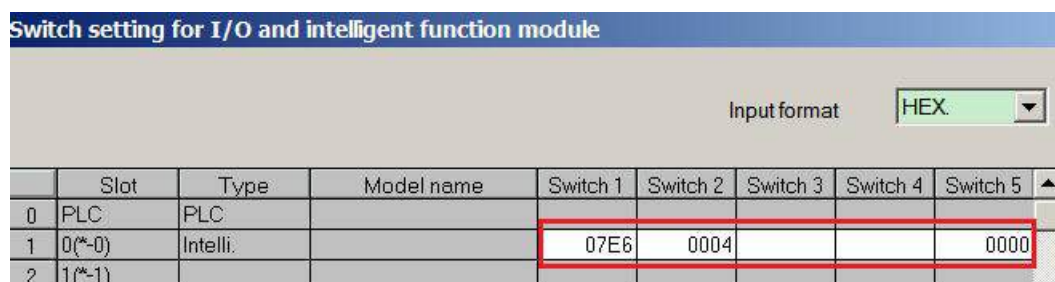 Switch setting for I/O and intelligent function module
Input format HEX.
Slot Type Model name Switch 1 Switch 2 Switch 3 Switch 4 Switch 5
0 PLC PLC
1 0(*-0) Intelli. 07E6 0004 0000
2 1(*-1)